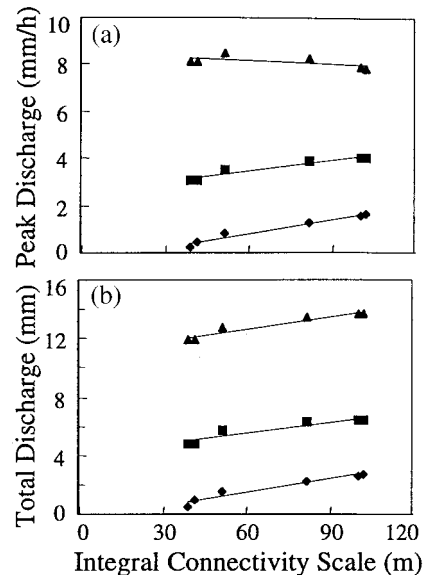 (a)
Peak Discharge (mm/h)
10
8
6
4
2
0
(b)
Total Discharge (mm)
16
12
8
4
0
0 30 60 90 120
Integral Connectivity Scale (m)